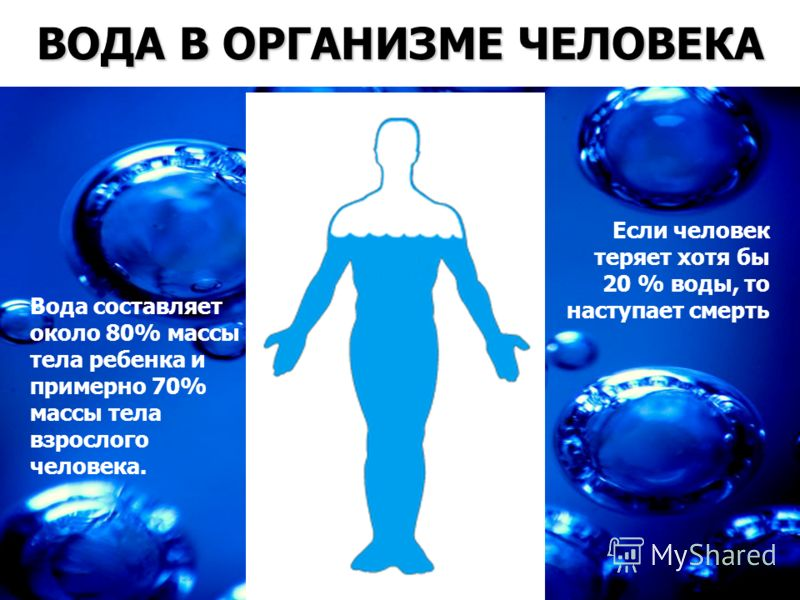 ВОДА В ОРГАНИЗМЕ ЧЕЛОВЕКА
Вода составляет
около 80% массы
тела ребенка и
примерно 70%
массы тела
взрослого
человека.
Если человек
теряет хотя бы
20 % воды, то
наступает смерть
MyShared